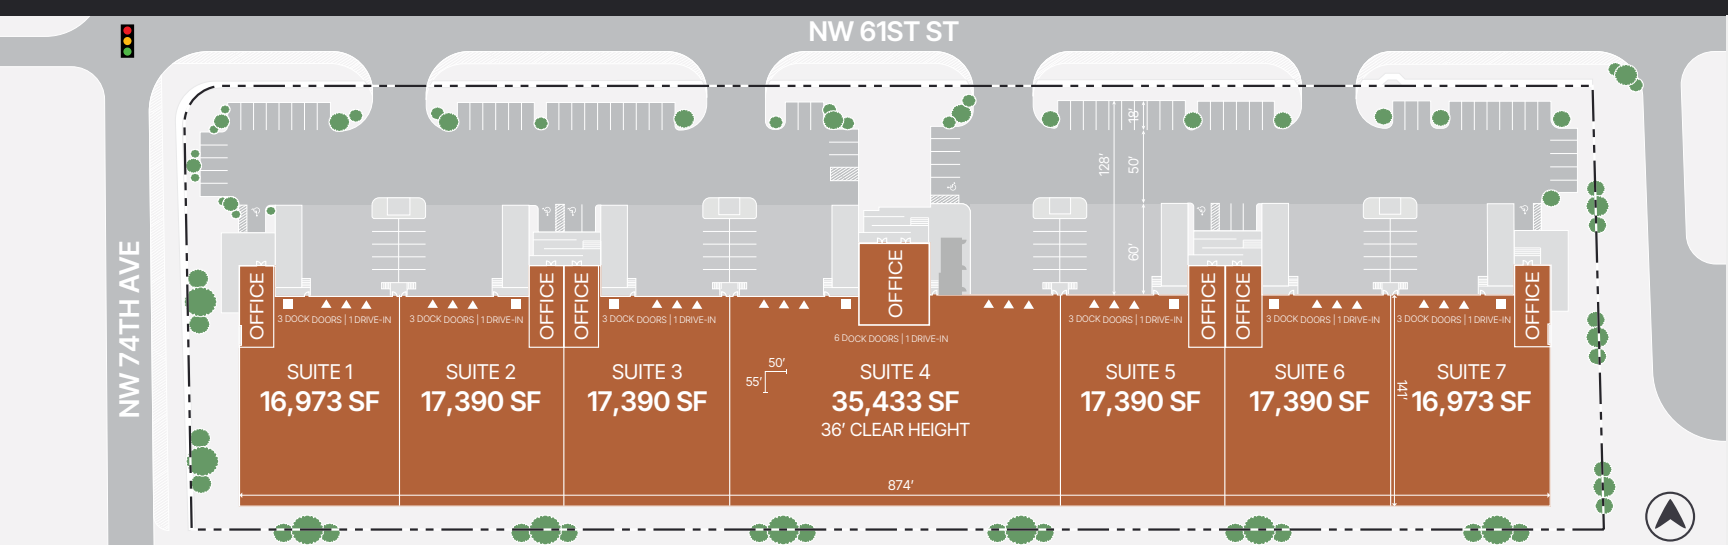 NW 61ST ST
NW 74TH AVE
18'
128'
50'
60'
OFFICE
OFFICE
OFFICE
OFFICE
OFFICE
OFFICE
OFFICE
3 DOCK DOORS | 1 DRIVE-IN
3 DOCK DOORS | 1 DRIVE-IN
3 DOCK DOORS | 1 DRIVE-IN
6 DOCK DOORS | 1 DRIVE-IN
3 DOCK DOORS | 1 DRIVE-IN
3 DOCK DOORS | 1 DRIVE-IN
3 DOCK DOORS | 1 DRIVE-IN
SUITE 1
16,973 SF
SUITE 2
17,390 SF
SUITE 3
17,390 SF
50'
55'
SUITE 4
35,433 SF
36' CLEAR HEIGHT
SUITE 5
17,390 SF
SUITE 6
17,390 SF
141'
SUITE 7
16,973 SF
874'